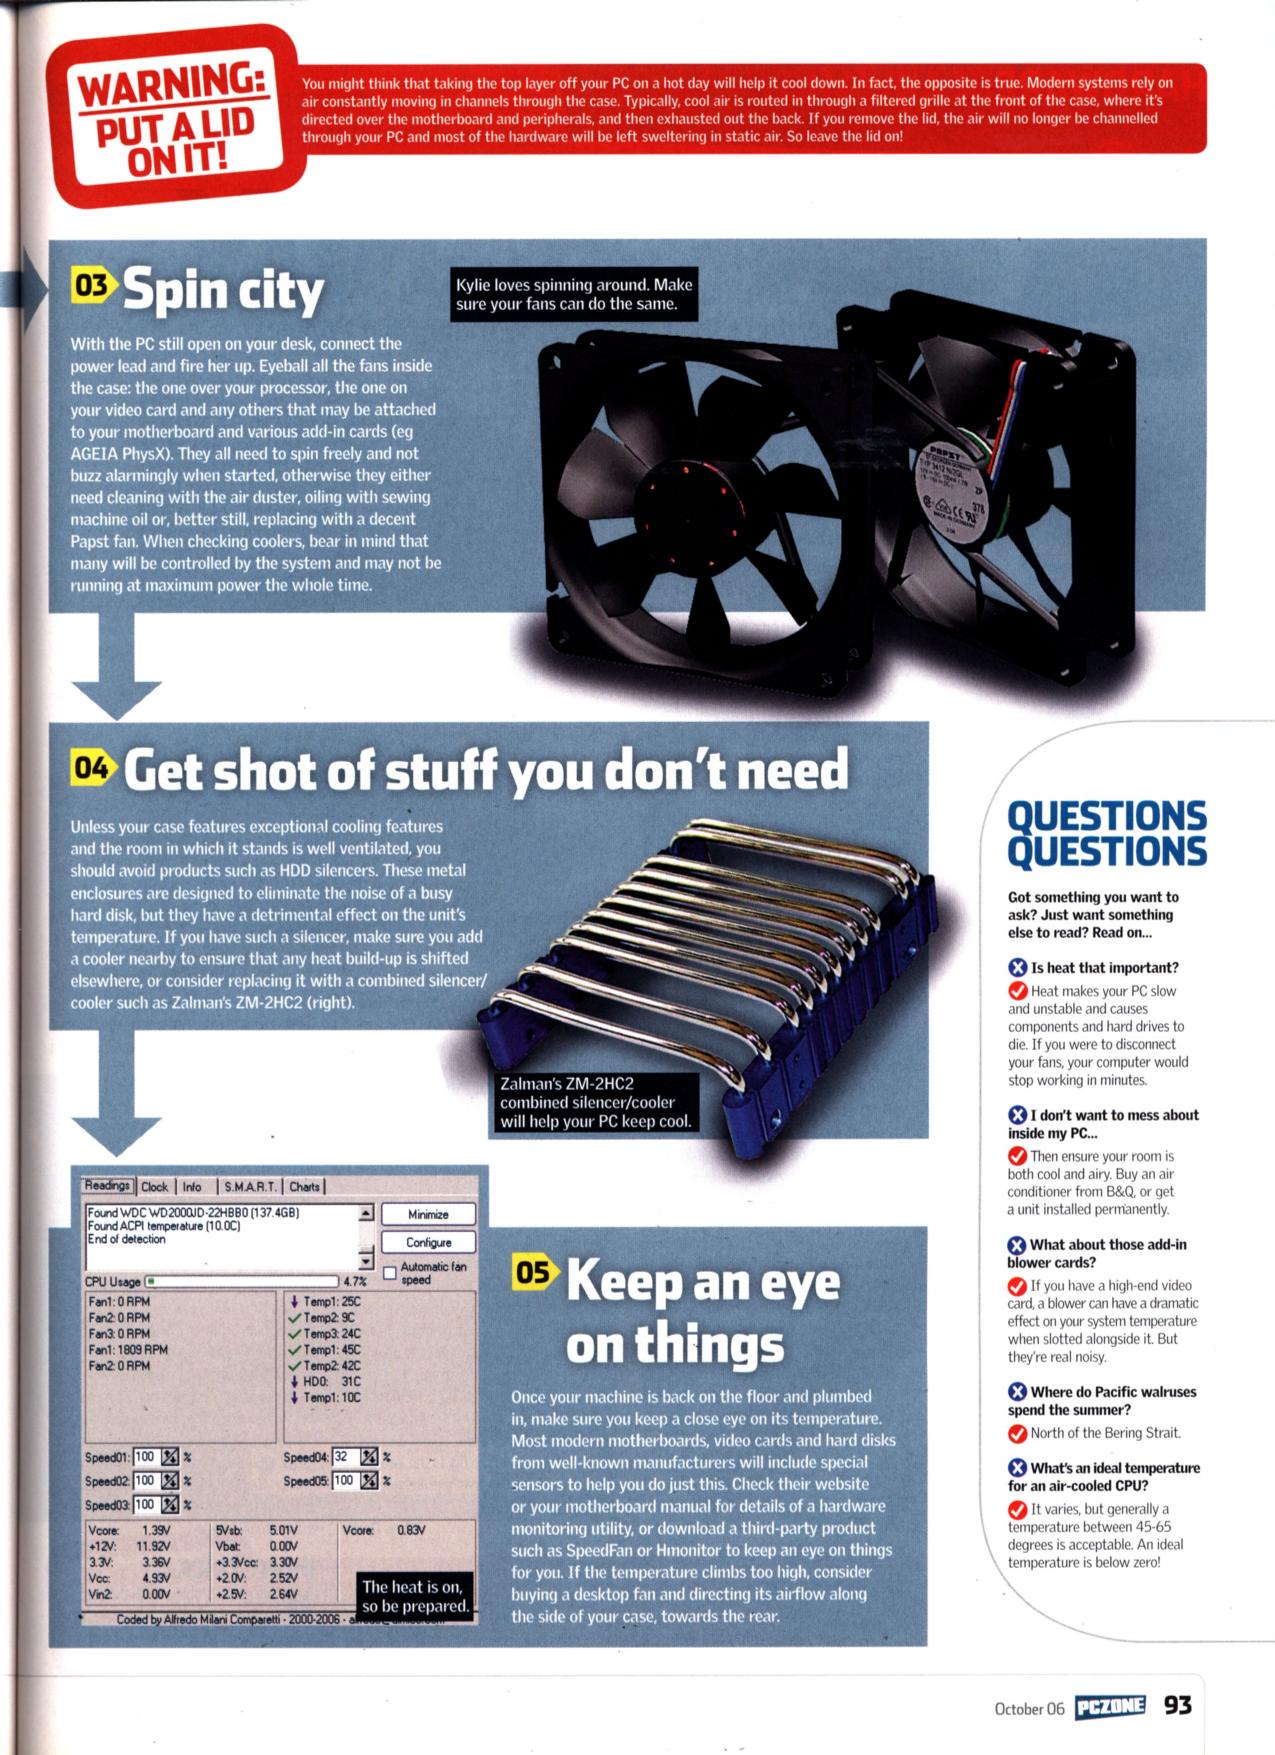 WARNING:
PUT A LID
ON IT!
You might think that taking the top layer off your PC on a hot day will help it cool down. In fact, the opposite is true. Modern systems rely on
air constantly moving in channels through the case. Typically, cool air is routed in through a filtered grille at the front of the case, where it's
directed over the motherboard and peripherals, and then exhausted out the back. If you remove the lid, the air will no longer be channelled
through your PC and most of the hardware will be left sweltering in static air. So leave the lid on!
03 Spin city
With the PC still open on your desk, connect the
power lead and fire her up. Eyeball all the fans inside
the case: the one over your processor, the one on
your video card and any others that may be attached
to your motherboard and various add-in cards (eg
AGEIA PhysX). They all need to spin freely and not
buzz alarmingly when started, otherwise they either
need cleaning with the air duster, oiling with sewing
machine oil or, better still, replacing with a decent
Papst fan. When checking coolers, bear in mind that
many will be controlled by the system and may not be
running at maximum power the whole time.
Kylie loves spinning around. Make
sure your fans can do the same.
PAPST
04 Get shot of stuff you don't need
Unless your case features exceptional cooling features
and the room in which it stands is well ventilated, you
should avoid products such as HDD silencers. These metal
enclosures are designed to eliminate the noise of a busy
hard disk, but they have a detrimental effect on the unit's
temperature. If you have such a silencer, make sure you add
a cooler nearby to ensure that any heat build-up is shifted
elsewhere, or consider replacing it with a combined silencer/
cooler such as Zalman's ZM-2HC2 (right).
Zalman's ZM-2HC2
combined silencer/cooler
will help your PC keep cool.
Readings Clock Info S.M.A.R.T. Charts
Found WDC WD2000JD-22HBB0 (137.4GB)
Found ACPI temperature (10.0C)
End of detection
Minimize
Configure
Automatic fan
speed
CPU Usage 4.7%
Fan1: 0 RPM
Fan2: 0 RPM
Fan3: 0 RPM
Fan1: 1809 RPM
Fan2: 0 RPM
Temp1: 25C
Temp2: 9C
Temp3: 24C
Temp1: 45C
Temp2: 42C
HD0: 31C
Temp1: 10C
Speed01: 100 %
Speed02: 100 %
Speed03: 100 %
Speed04: 32 %
Speed05: 100 %
Vcore: 1.39V
+12V: 11.92V
3.3V: 3.36V
Vcc: 4.93V
Vin2: 0.00V
5Vsb: 5.01V
Vbat: 0.00V
+3.3Vcc: 3.30V
+2.0V: 2.52V
+2.5V: 2.64V
Vcore: 0.83V
Coded by Alfredo Milani Comparetti - 2000-2006 -
The heat is on,
so be prepared.
05 Keep an eye
on things
Once your machine is back on the floor and plumbed
in, make sure you keep a close eye on its temperature.
Most modern motherboards, video cards and hard disks
from well-known manufacturers will include special
sensors to help you do just this. Check their website
or your motherboard manual for details of a hardware
monitoring utility, or download a third-party product
such as SpeedFan or Hmonitor to keep an eye on things
for you. If the temperature climbs too high, consider
buying a desktop fan and directing its airflow along
the side of your case, towards the rear.
QUESTIONS
QUESTIONS
Got something you want to
ask? Just want something
else to read? Read on...
Is heat that important?
Heat makes your PC slow
and unstable and causes
components and hard drives to
die. If you were to disconnect
your fans, your computer would
stop working in minutes.
I don't want to mess about
inside my PC...
Then ensure your room is
both cool and airy. Buy an air
conditioner from B&Q, or get
a unit installed permanently.
What about those add-in
blower cards?
If you have a high-end video
card, a blower can have a dramatic
effect on your system temperature
when slotted alongside it. But
they're real noisy.
Where do Pacific walruses
spend the summer?
North of the Bering Strait.
What's an ideal temperature
for an air-cooled CPU?
It varies, but generally a
temperature between 45-65
degrees is acceptable. An ideal
temperature is below zero!
October 06 PCZONE 93